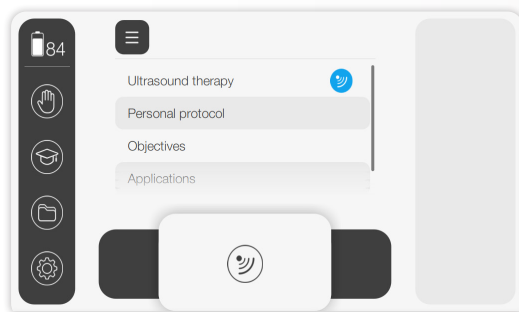 84
Ultrasound therapy
Personal protocol
Objectives
Applications